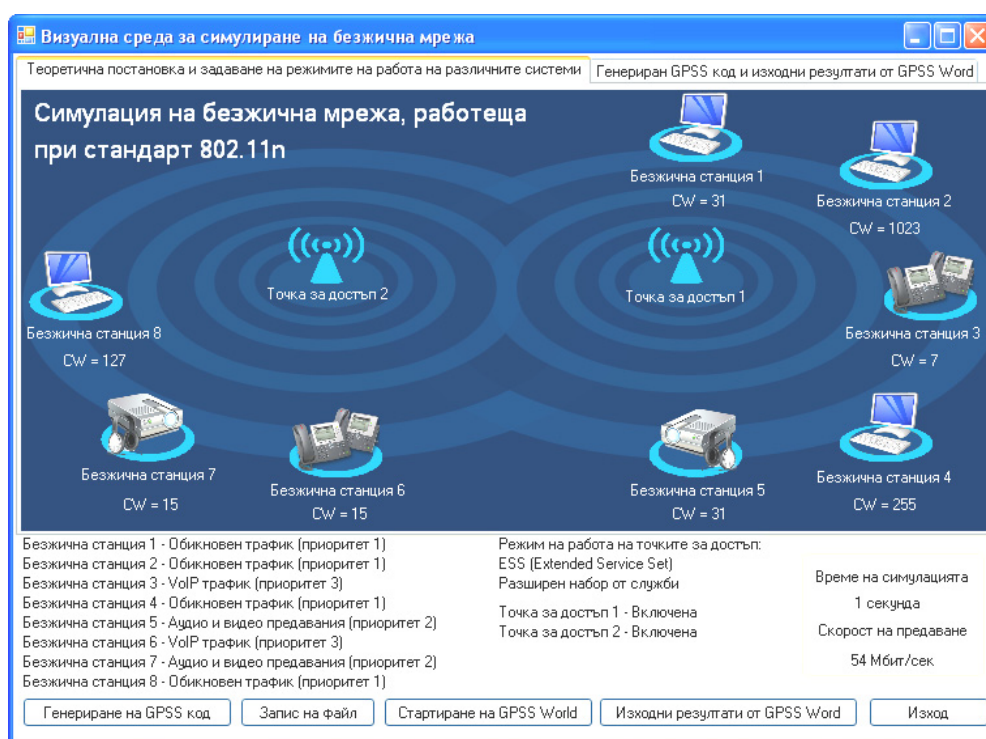 Визуална среда за симулиране на безжична мрежа
Теоретична постановка и задаване на режимите на работа на различните системи
Генериран GPSS код и изходни резултати от GPSS Word
Симулация на безжична мрежа, работеща
при стандарт 802.11n
Безжична станция 1
CW = 31
Безжична станция 2
CW = 1023
Точка за достъп 2
Точка за достъп 1
Безжична станция 8
CW = 127
Безжична станция 3
CW = 7
Безжична станция 7
CW = 15
Безжична станция 6
CW = 15
Безжична станция 5
CW = 31
Безжична станция 4
CW = 255
Безжична станция 1 - Обикновен трафик (приоритет 1)
Безжична станция 2 - Обикновен трафик (приоритет 1)
Безжична станция 3 - VoIP трафик (приоритет 3)
Безжична станция 4 - Обикновен трафик (приоритет 1)
Безжична станция 5 - Аудио и видео предавания (приоритет 2)
Безжична станция 6 - VoIP трафик (приоритет 3)
Безжична станция 7 - Аудио и видео предавания (приоритет 2)
Безжична станция 8 - Обикновен трафик (приоритет 1)
Режим на работа на точките за достъп:
ESS (Extended Service Set)
Разширен набор от служби
Точка за достъп 1 - Включена
Точка за достъп 2 - Включена
Време на симулацията
1 секунда
Скорост на предаване
54 Мбит/сек
Генериране на GPSS код
Запис на файл
Стартиране на GPSS World
Изходни резултати от GPSS Word
Изход